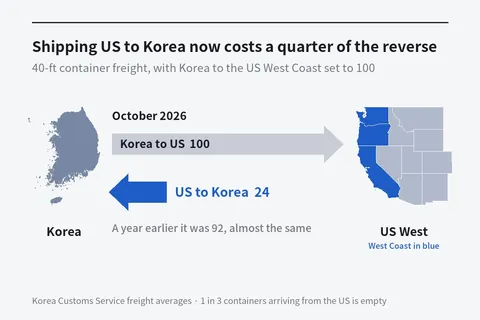 Shipping US to Korea now costs a quarter of the reverse
40-ft container freight, with Korea to the US West Coast set to 100
October 2026
Korea to US 100
US to Korea 24
A year earlier it was 92, almost the same
Korea
US West
West Coast in blue
Korea Customs Service freight averages · 1 in 3 containers arriving from the US is empty